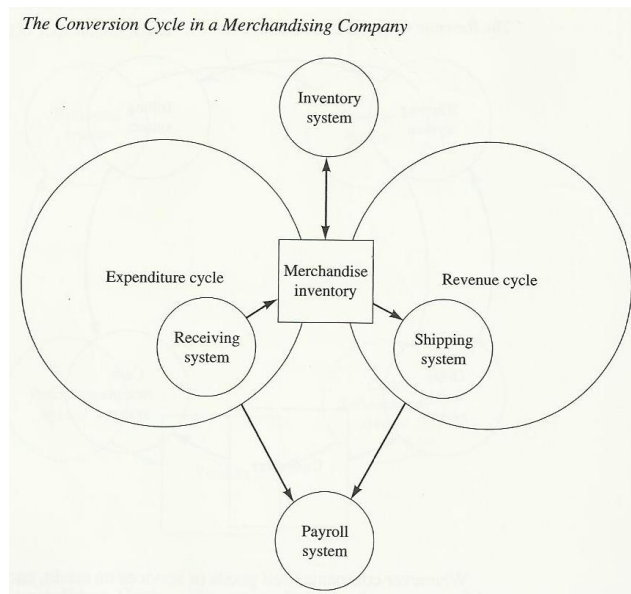 The Conversion Cycle in a Merchandising Company
Inventory
system
Expenditure cycle
Merchandise
inventory
Revenue cycle
Receiving
system
Shipping
system
Payroll
system